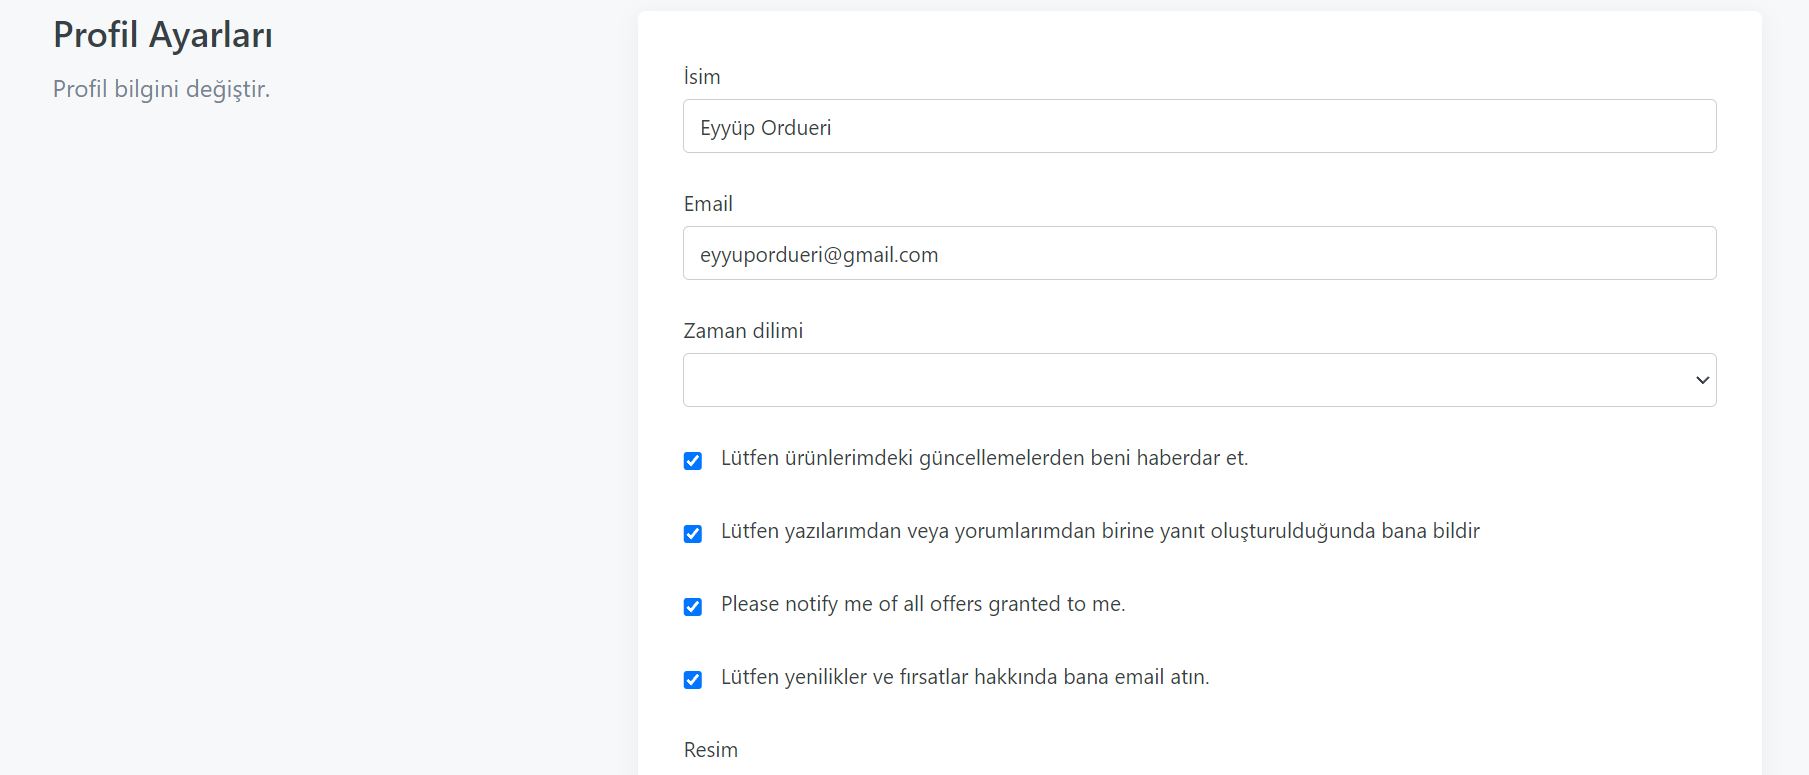 Profil Ayarları
Profil bilgini değiştir.
İsim
Eyyüp Ordueri
Email
eyyupordueri@gmail.com
Zaman dilimi
Lütfen ürünlerimdeki güncellemelerden beni haberdar et.
Lütfen yazılarımdan veya yorumlarımdan birine yanıt oluşturulduğunda bana bildir
Please notify me of all offers granted to me.
Lütfen yenilikler ve fırsatlar hakkında bana email atın.
Resim